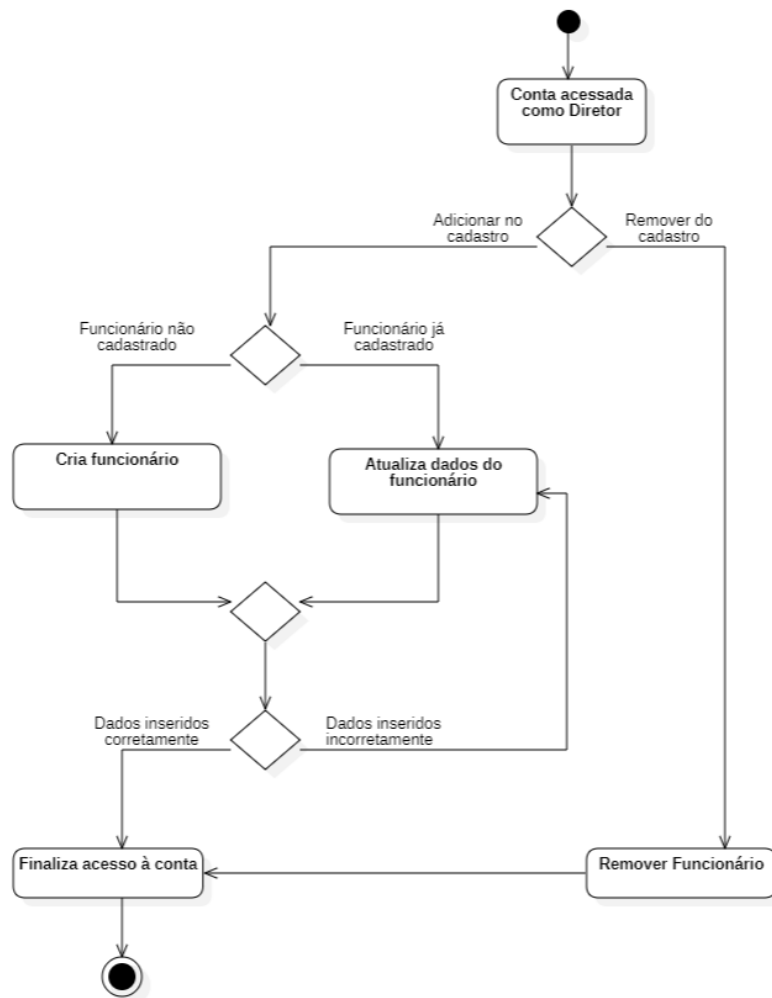 Conta acessada
como Diretor
Adicionar no
cadastro
Remover do
cadastro
Funcionário não
cadastrado
Funcionário já
cadastrado
Cria funcionário
Atualiza dados do
funcionário
Dados inseridos
corretamente
Dados inseridos
incorretamente
Finaliza acesso à conta
Remover Funcionário